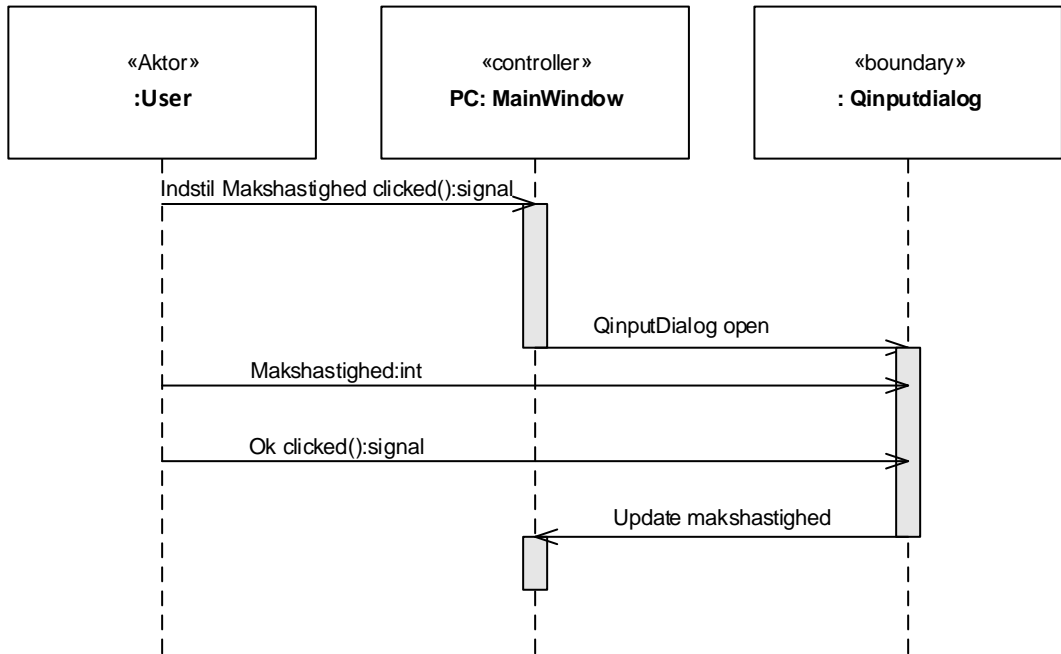 «Aktor»
:User
«controller»
PC: MainWindow
«boundary»
: Qinputdialog
Indstil Makshastighed clicked():signal
QinputDialog open
Makshastighed:int
Ok clicked():signal
Update makshastighed